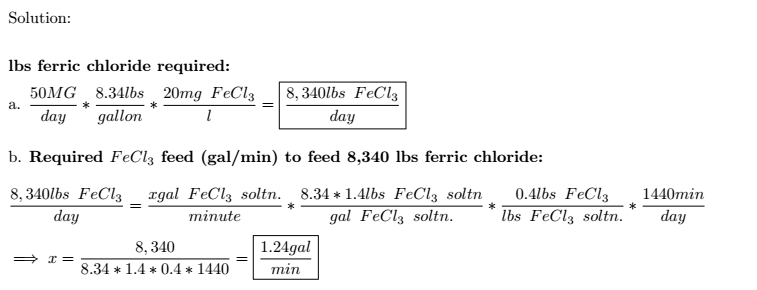 Solution:
lbs ferric chloride required:
a. \frac{50MG}{day} * \frac{8.34lbs}{gallon} * \frac{20mg\ FeCl_3}{l} = \boxed{\frac{8,340lbs\ FeCl_3}{day}}
b. Required FeCl_3 feed (gal/min) to feed 8,340 lbs ferric chloride:
\frac{8,340lbs\ FeCl_3}{day} = \frac{xgal\ FeCl_3\ soltn.}{minute} * \frac{8.34*1.4lbs\ FeCl_3\ soltn}{gal\ FeCl_3\ soltn.} * \frac{0.4lbs\ FeCl_3}{lbs\ FeCl_3\ soltn.} * \frac{1440min}{day}
\implies x = \frac{8,340}{8.34*1.4*0.4*1440} = \boxed{\frac{1.24gal}{min}}